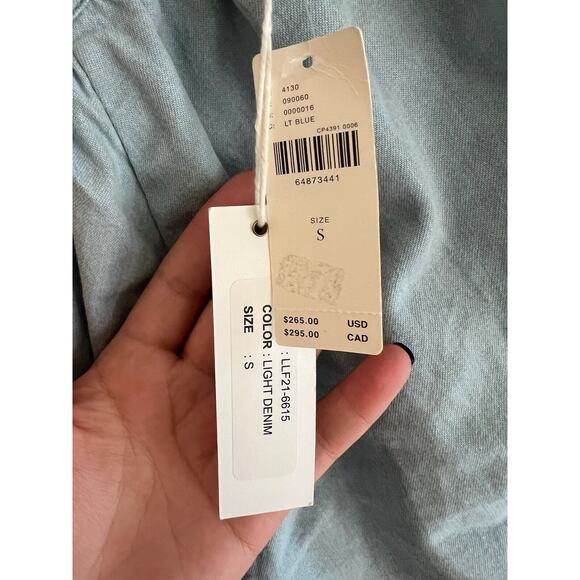 4130
090060
0000016
LT BLUE
CP4391 0006
64873441
SIZE
S
$265.00 USD
$295.00 CAD
: LLF21-6615
COLOR : LIGHT DENIM
SIZE : S